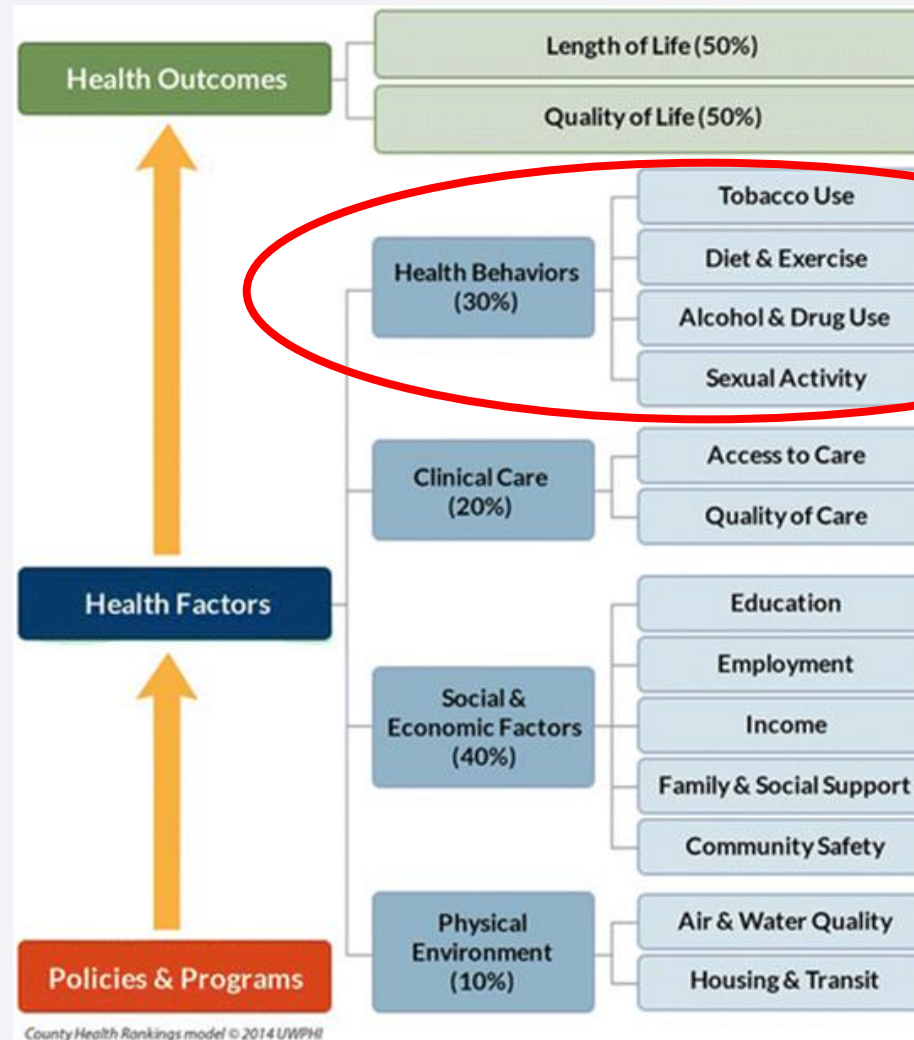 Health Outcomes
Length of Life (50%)
Quality of Life (50%)
Health Behaviors
(30%)
Tobacco Use
Diet & Exercise
Alcohol & Drug Use
Sexual Activity
Clinical Care
(20%)
Access to Care
Quality of Care
Health Factors
Social &
Economic Factors
(40%)
Education
Employment
Income
Family & Social Support
Community Safety
Physical
Environment
(10%)
Air & Water Quality
Housing & Transit
Policies & Programs
County Health Rankings model © 2014 UWPHI